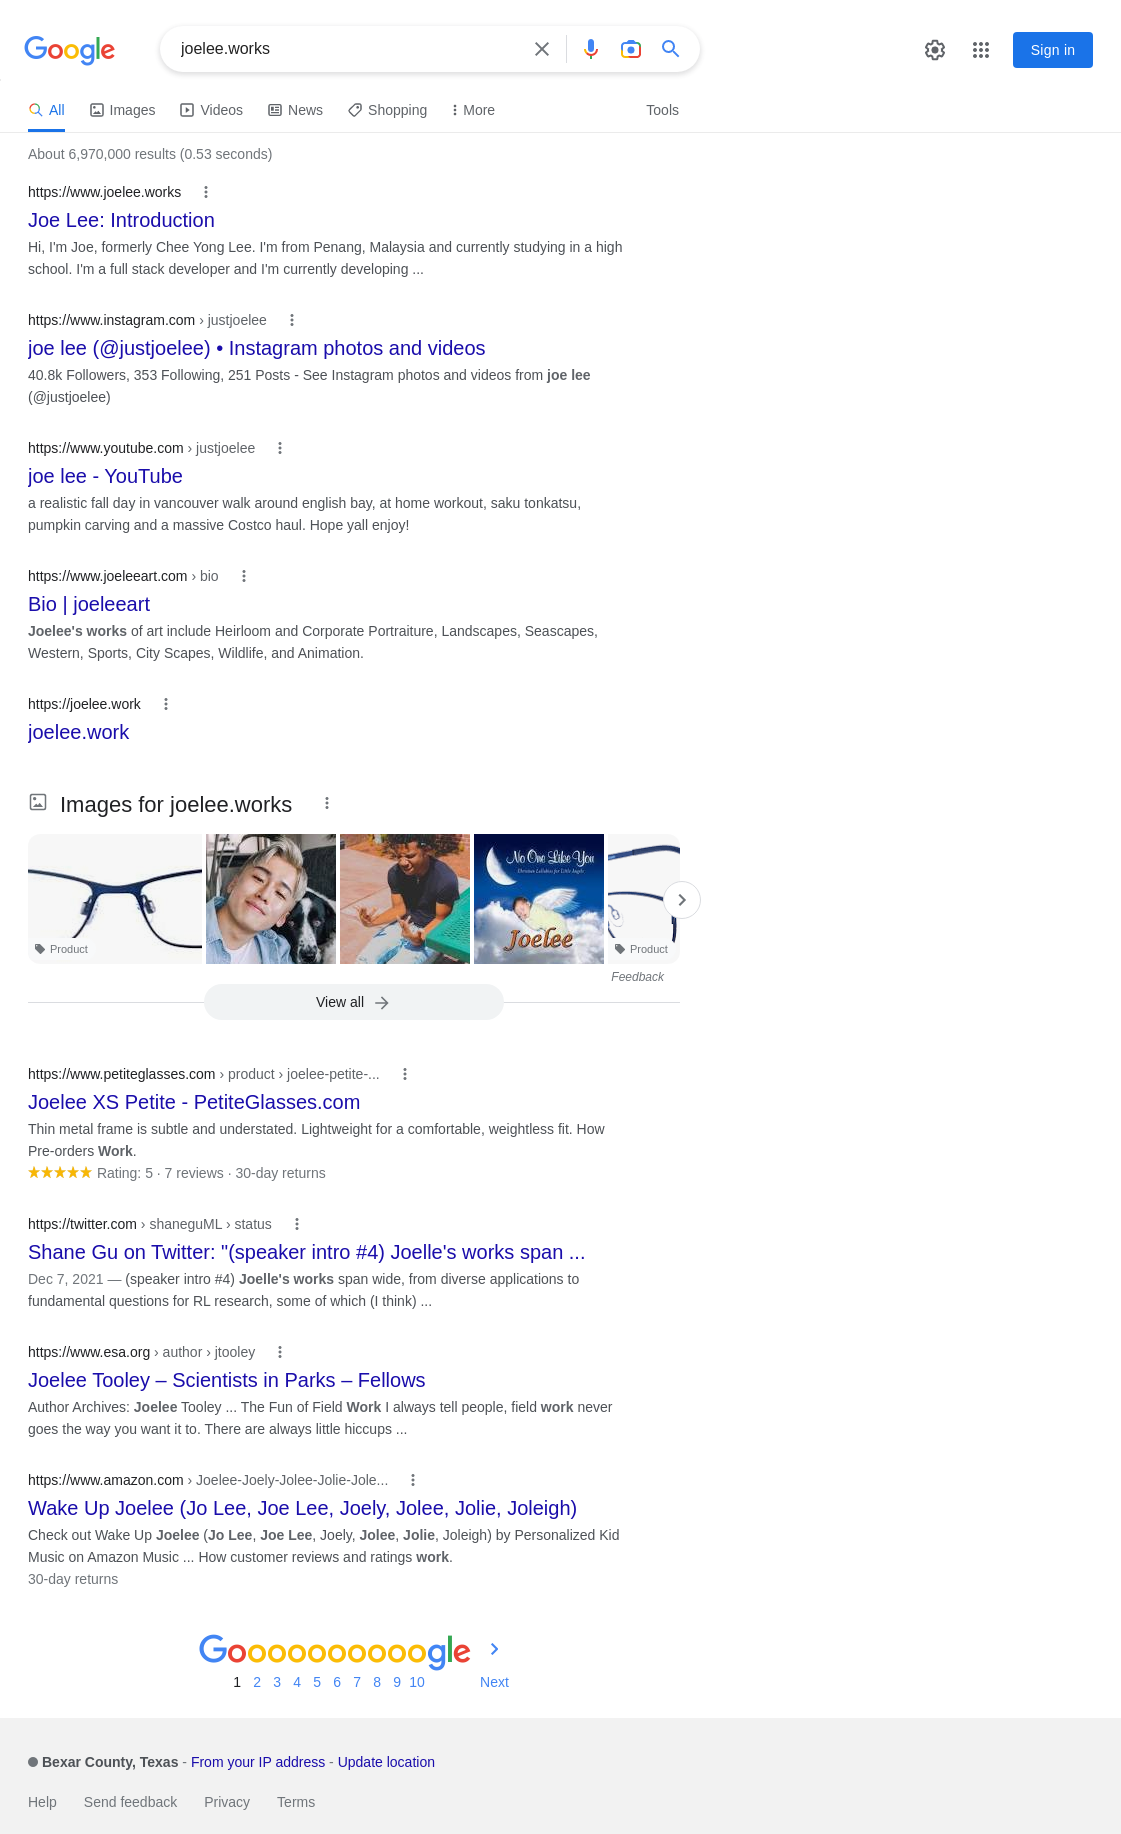 Google
joelee.works
Sign in
All
Images
Videos
News
Shopping
More
Tools
About 6,970,000 results (0.53 seconds)
https://www.joelee.works
Joe Lee: Introduction
Hi, I'm Joe, formerly Chee Yong Lee. I'm from Penang, Malaysia and currently studying in a high
school. I'm a full stack developer and I'm currently developing ...
https://www.instagram.com › justjoelee
joe lee (@justjoelee) • Instagram photos and videos
40.8k Followers, 353 Following, 251 Posts - See Instagram photos and videos from joe lee
(@justjoelee)
https://www.youtube.com › justjoelee
joe lee - YouTube
a realistic fall day in vancouver walk around english bay, at home workout, saku tonkatsu,
pumpkin carving and a massive Costco haul. Hope yall enjoy!
https://www.joeleeart.com › bio
Bio | joeleeart
Joelee's works of art include Heirloom and Corporate Portraiture, Landscapes, Seascapes,
Western, Sports, City Scapes, Wildlife, and Animation.
https://joelee.work
joelee.work
Images for joelee.works
No One Like You
Christian Lullabies for Little Angels
Joelee
Product
Product
Feedback
View all
https://www.petiteglasses.com › product › joelee-petite-...
Joelee XS Petite - PetiteGlasses.com
Thin metal frame is subtle and understated. Lightweight for a comfortable, weightless fit. How
Pre-orders Work.
Rating: 5 · 7 reviews · 30-day returns
https://twitter.com › shaneguML › status
Shane Gu on Twitter: "(speaker intro #4) Joelle's works span ...
Dec 7, 2021 — (speaker intro #4) Joelle's works span wide, from diverse applications to
fundamental questions for RL research, some of which (I think) ...
https://www.esa.org › author › jtooley
Joelee Tooley – Scientists in Parks – Fellows
Author Archives: Joelee Tooley ... The Fun of Field Work I always tell people, field work never
goes the way you want it to. There are always little hiccups ...
https://www.amazon.com › Joelee-Joely-Jolee-Jolie-Jole...
Wake Up Joelee (Jo Lee, Joe Lee, Joely, Jolee, Jolie, Joleigh)
Check out Wake Up Joelee (Jo Lee, Joe Lee, Joely, Jolee, Jolie, Joleigh) by Personalized Kid
Music on Amazon Music ... How customer reviews and ratings work.
30-day returns
Goooooooooogle
1 2 3 4 5 6 7 8 9 10 Next
Bexar County, Texas - From your IP address - Update location
Help Send feedback Privacy Terms